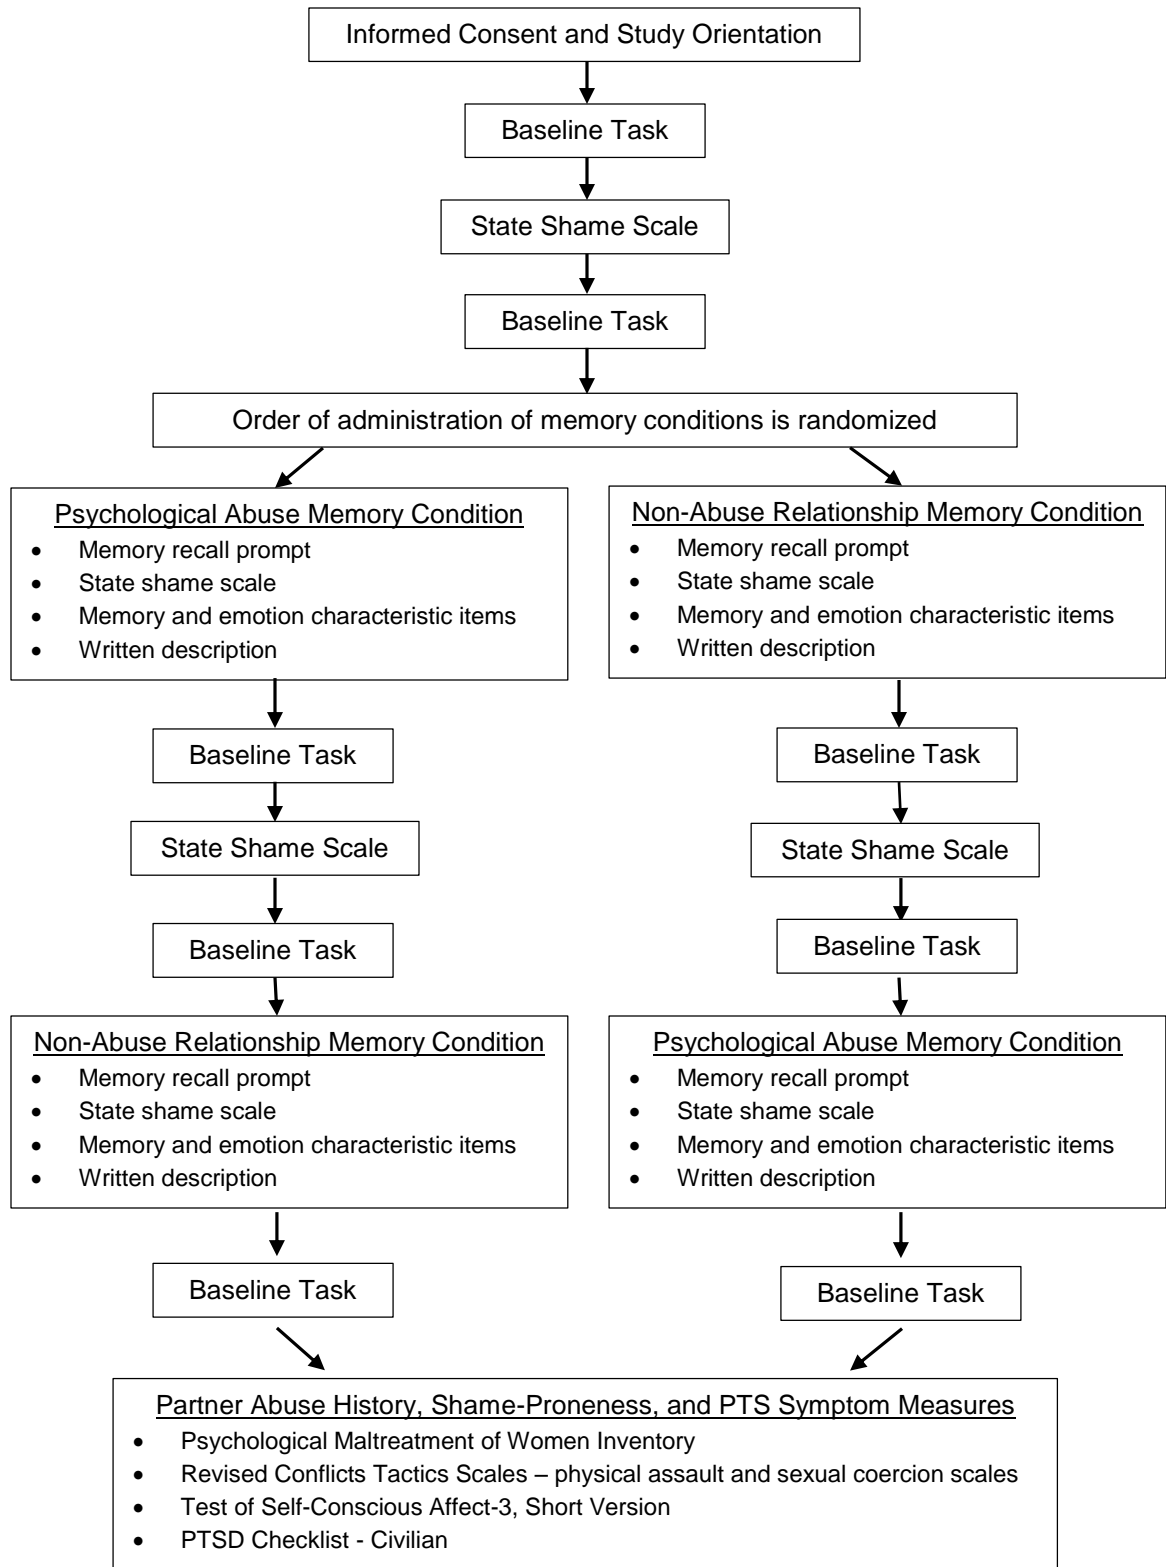 Informed Consent and Study Orientation
Baseline Task
State Shame Scale
Baseline Task
Order of administration of memory conditions is randomized
Psychological Abuse Memory Condition
• Memory recall prompt
• State shame scale
• Memory and emotion characteristic items
• Written description
Baseline Task
State Shame Scale
Baseline Task
Non-Abuse Relationship Memory Condition
• Memory recall prompt
• State shame scale
• Memory and emotion characteristic items
• Written description
Baseline Task
Non-Abuse Relationship Memory Condition
• Memory recall prompt
• State shame scale
• Memory and emotion characteristic items
• Written description
Baseline Task
State Shame Scale
Baseline Task
Psychological Abuse Memory Condition
• Memory recall prompt
• State shame scale
• Memory and emotion characteristic items
• Written description
Baseline Task
Partner Abuse History, Shame-Proneness, and PTS Symptom Measures
• Psychological Maltreatment of Women Inventory
• Revised Conflicts Tactics Scales – physical assault and sexual coercion scales
• Test of Self-Conscious Affect-3, Short Version
• PTSD Checklist - Civilian